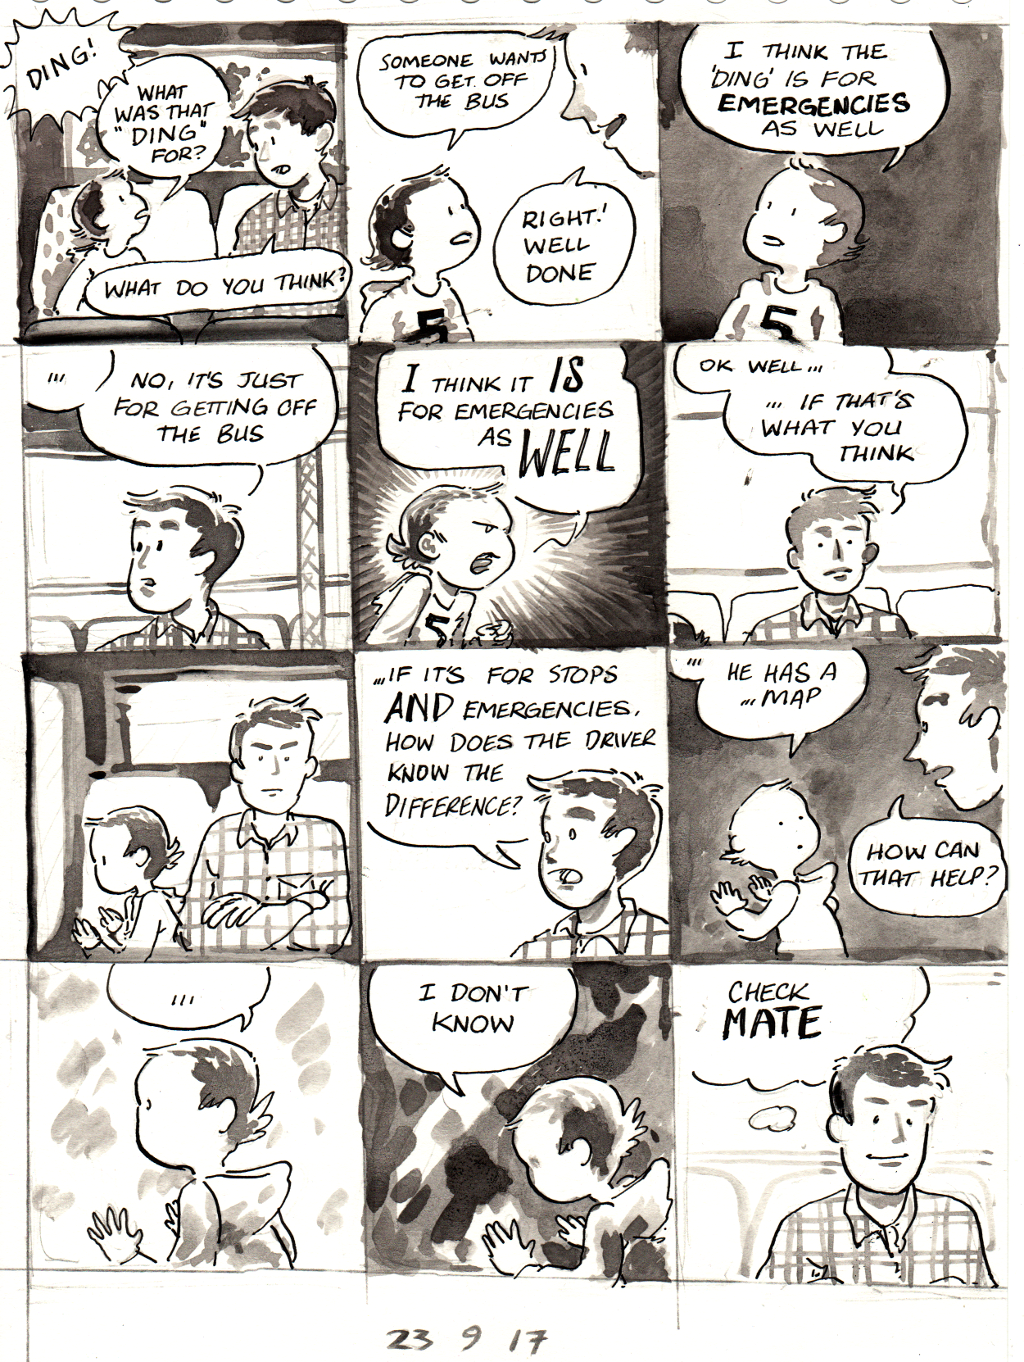 DING!
WHAT
WAS THAT
"DING"
FOR?
WHAT DO YOU THINK?
SOMEONE WANTS
TO GET OFF
THE BUS
RIGHT!
WELL
DONE
5
I THINK THE
'DING' IS FOR
EMERGENCIES
AS WELL
5
...
NO, IT'S JUST
FOR GETTING OFF
THE BUS
I THINK IT IS
FOR EMERGENCIES
AS WELL
5
OK WELL...
... IF THAT'S
WHAT YOU
THINK
...IF IT'S FOR STOPS
AND EMERGENCIES,
HOW DOES THE DRIVER
KNOW THE
DIFFERENCE?
...
HE HAS A
...MAP
HOW CAN
THAT HELP?
...
I DON'T
KNOW
CHECK
MATE
23 9 17